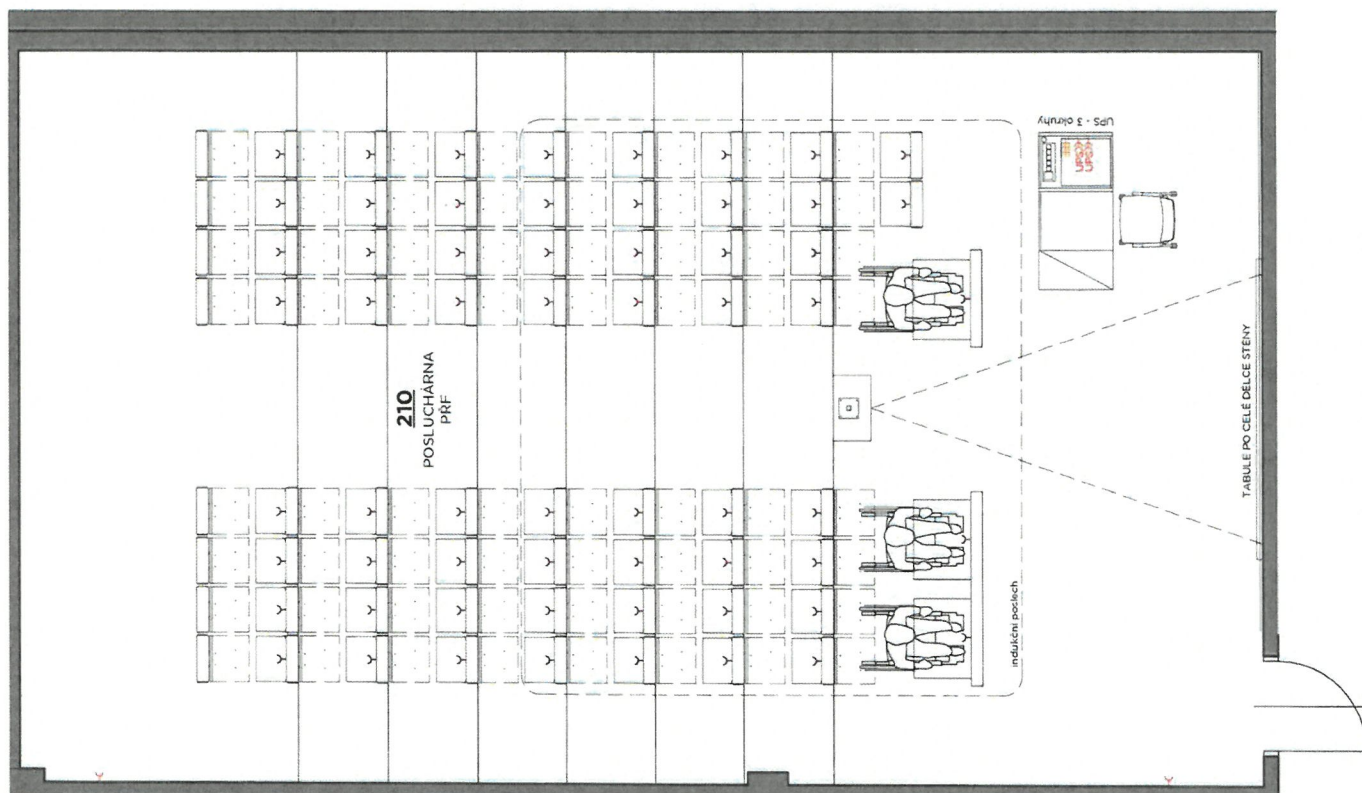 210
POSLUCHÁRNA
PŘF
UPS - 3 okruhy
TABULE PO CELÉ DÉLCE STĚNY
indukční poslech